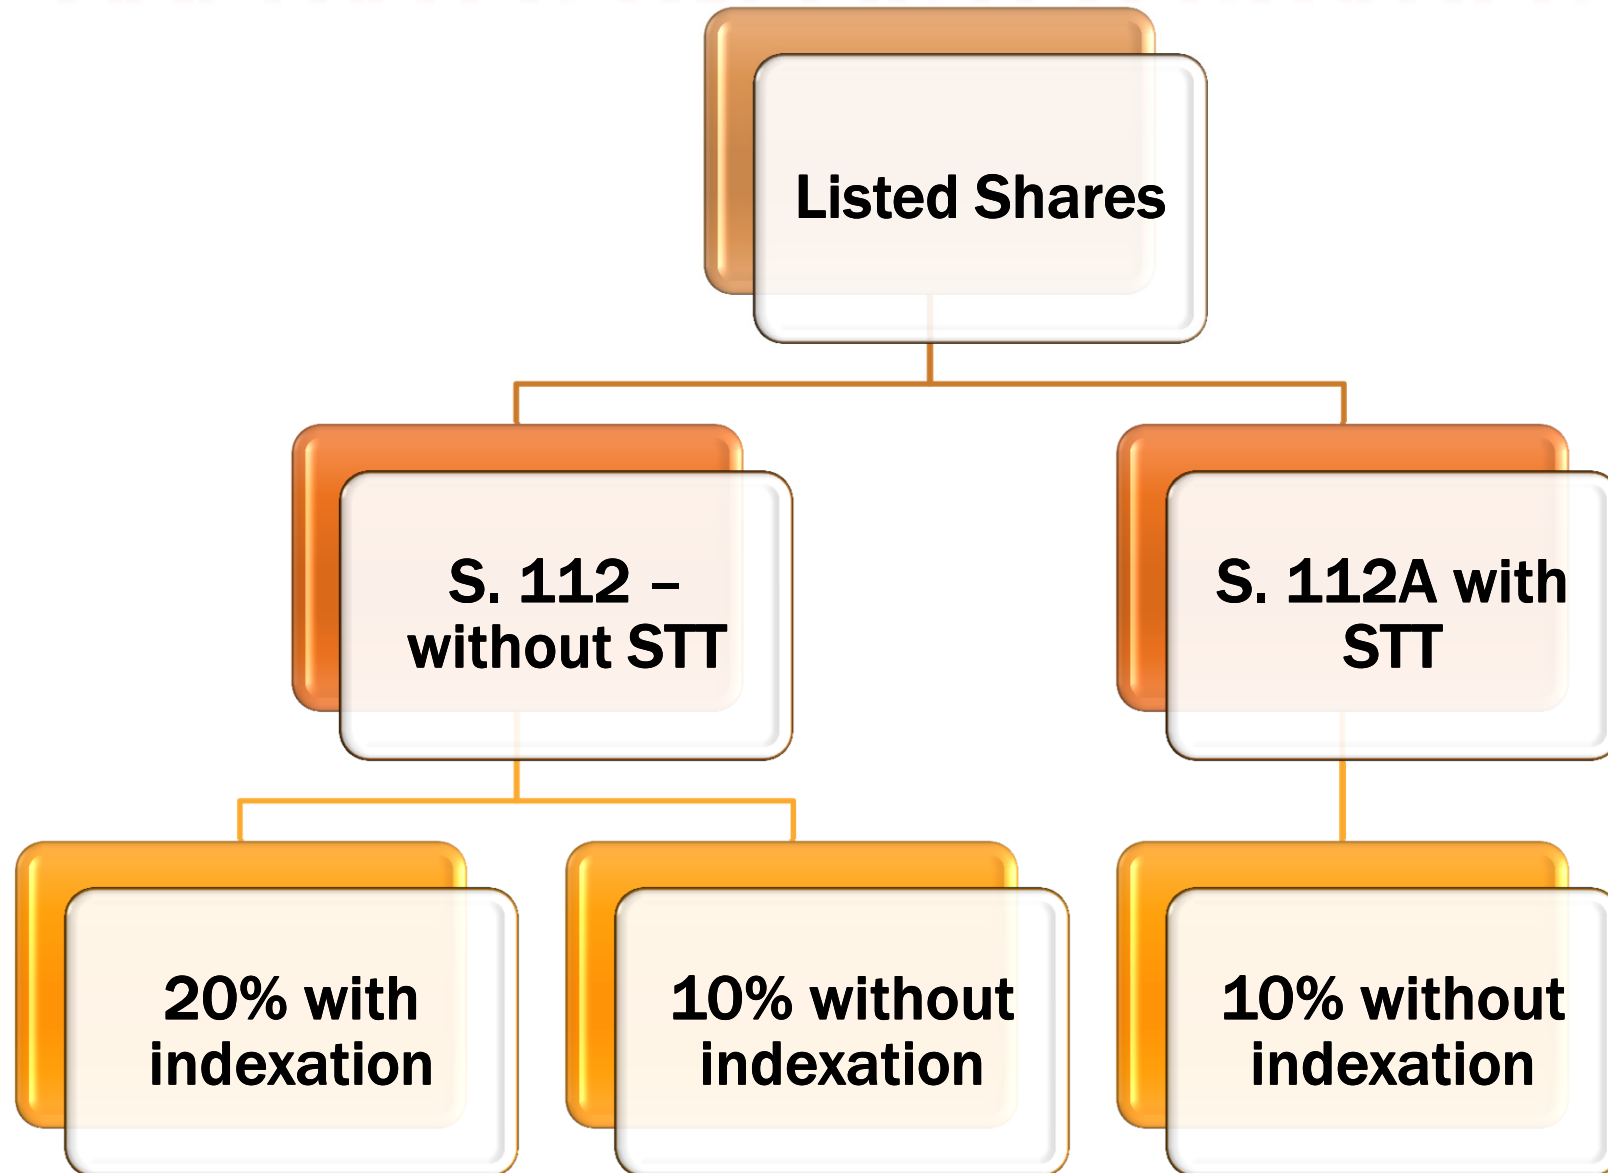 Listed Shares
S. 112 –
without STT
S. 112A with
STT
20% with
indexation
10% without
indexation
10% without
indexation